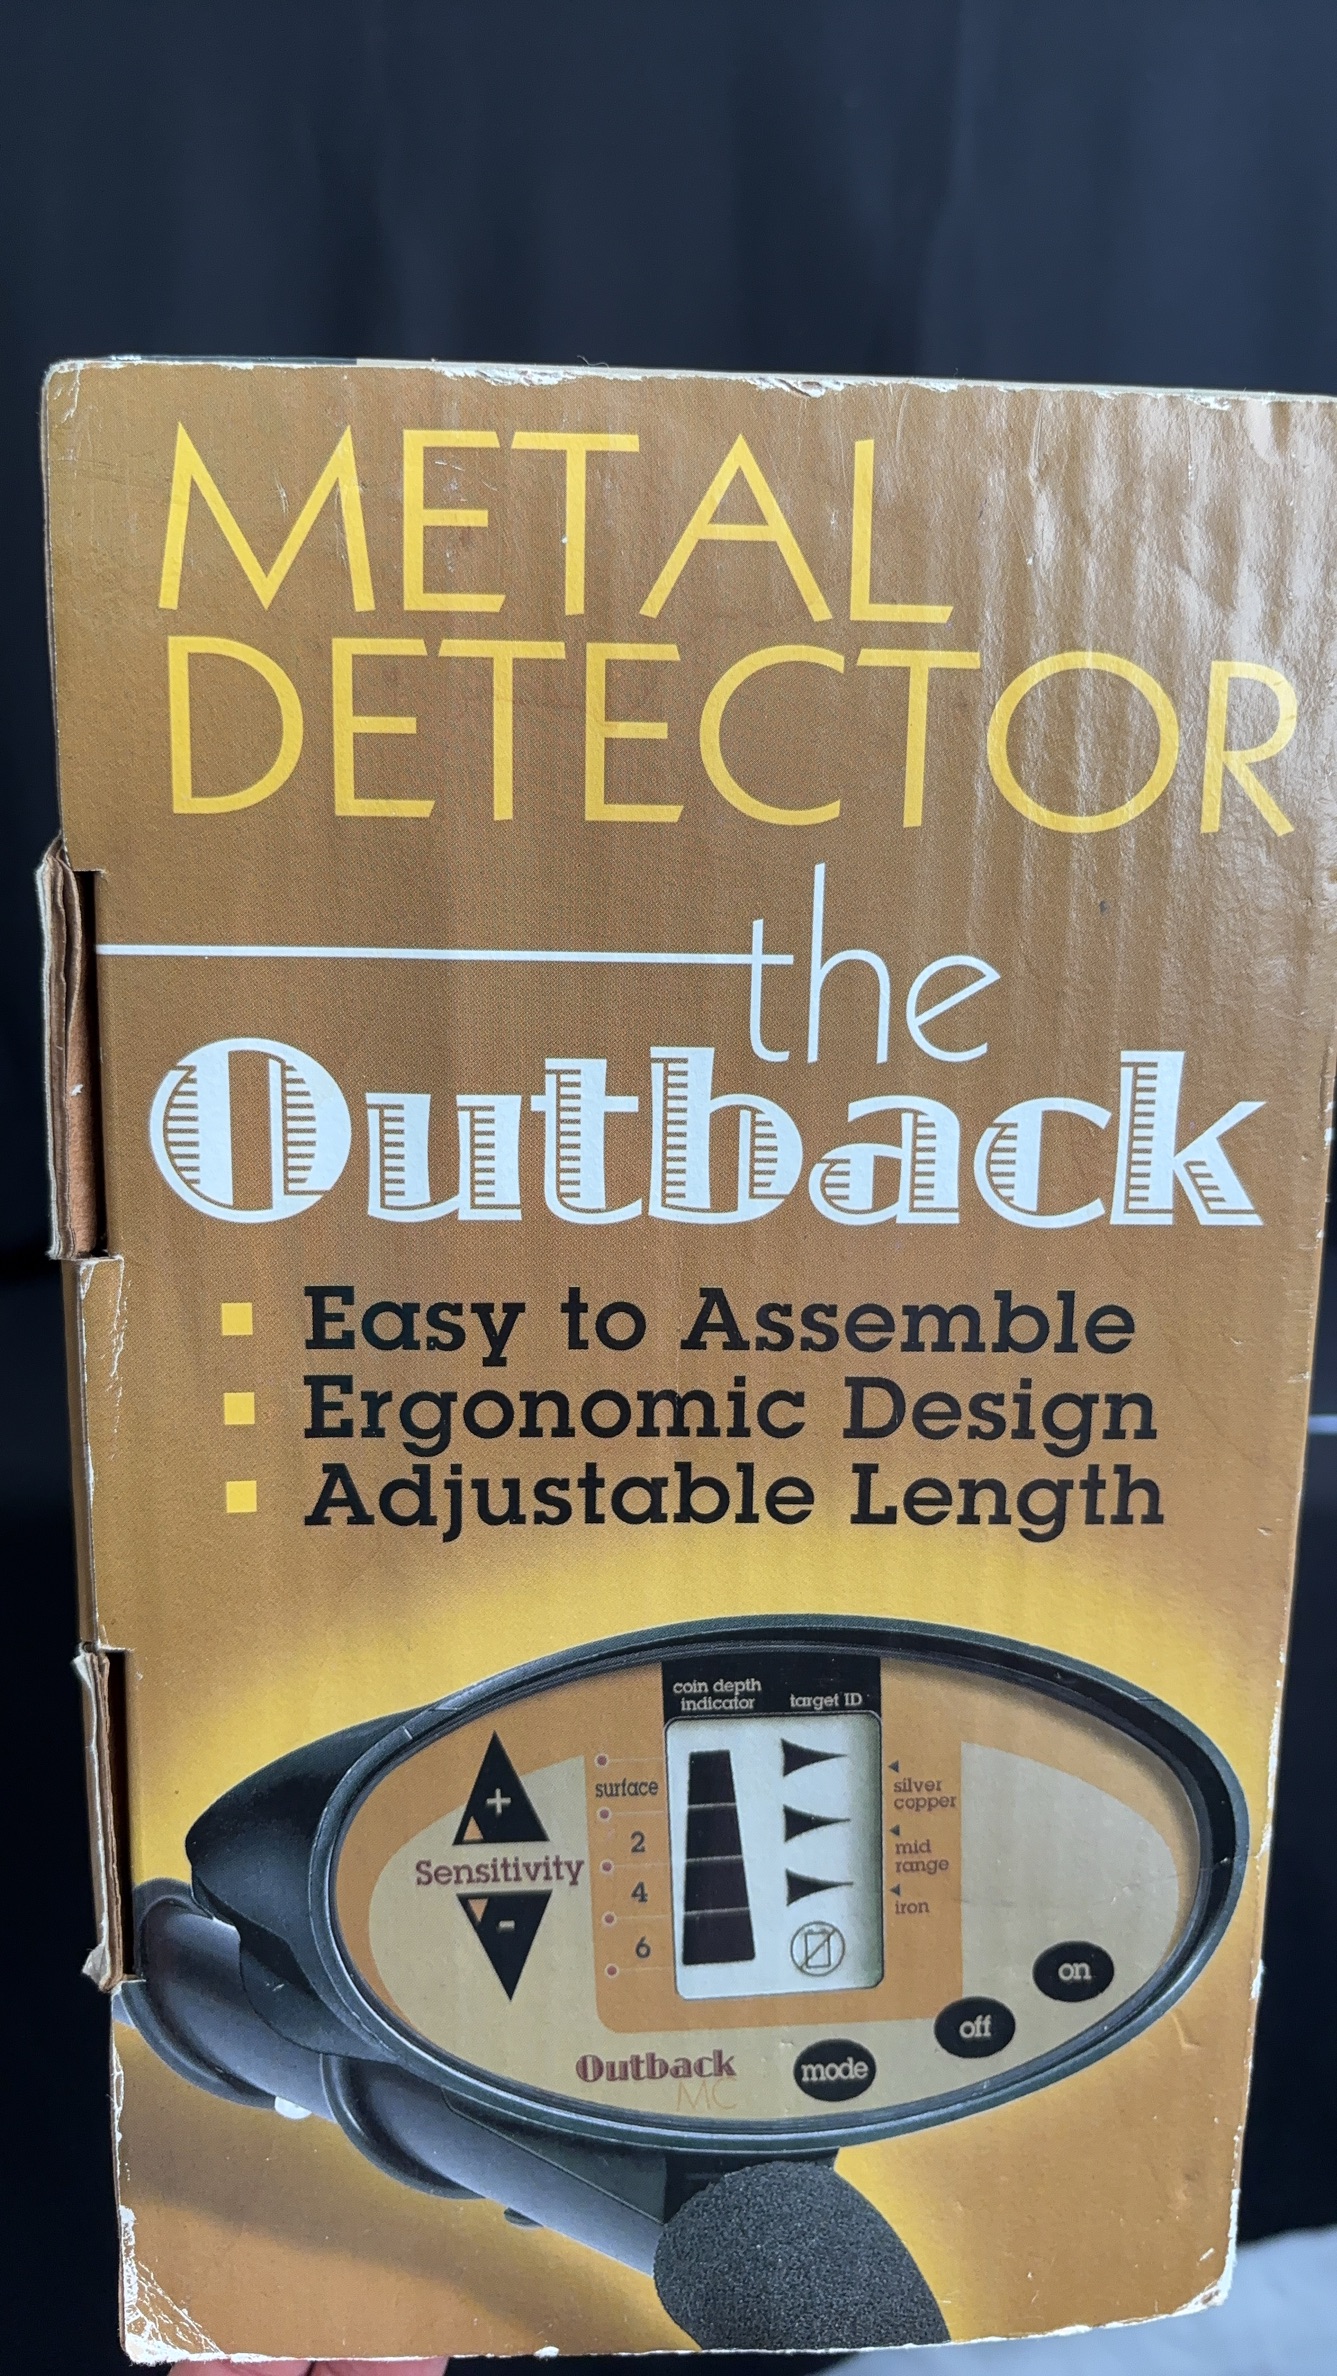 METAL
DETECTOR
the
Outback
Easy to Assemble
Ergonomic Design
Adjustable Length
coin depth
indicator
target ID
+
Sensitivity
-
surface
2
4
6
silver
copper
mid
range
iron
on
off
mode
Outback
MC